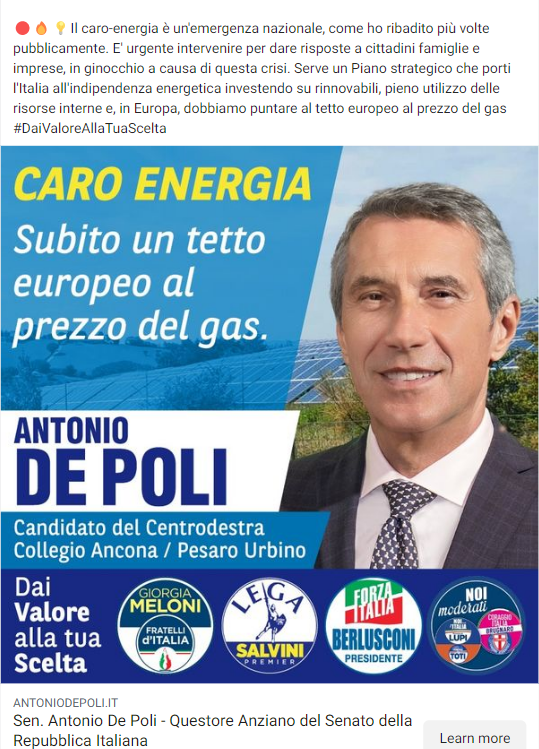 🔴🔥💡Il caro-energia è un'emergenza nazionale, come ho ribadito più volte
pubblicamente. E' urgente intervenire per dare risposte a cittadini famiglie e
imprese, in ginocchio a causa di questa crisi. Serve un Piano strategico che porti
l'Italia all'indipendenza energetica investendo su rinnovabili, pieno utilizzo delle
risorse interne e, in Europa, dobbiamo puntare al tetto europeo al prezzo del gas
#DaiValoreAllaTuaScelta
CARO ENERGIA
Subito un tetto
europeo al
prezzo del gas.
ANTONIO
DE POLI
Candidato del Centrodestra
Collegio Ancona / Pesaro Urbino
Dai
Valore
alla tua
Scelta
GIORGIA
MELONI
FRATELLI
d'ITALIA
LEGA
SALVINI
PREMIER
FORZA
ITALIA
BERLUSCONI
PRESIDENTE
NOI
moderati
NOI CON L'ITALIA
LUPI
CORAGGIO
ITALIA
BRUGNARO
TOTI
ANTONIODEPOLI.IT
Sen. Antonio De Poli - Questore Anziano del Senato della
Repubblica Italiana
Learn more